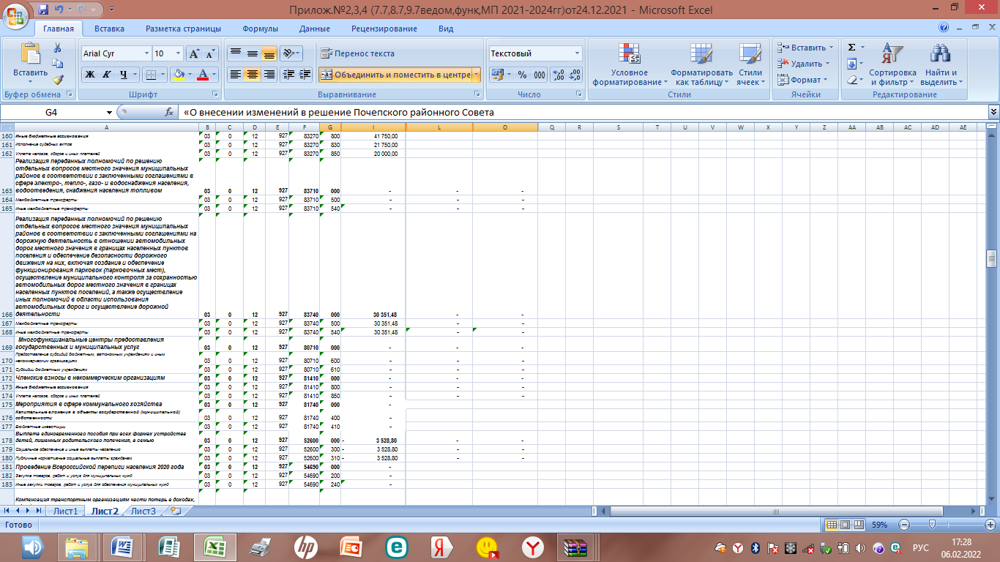 Прилож.№2,3,4 (7.7,8.7,9.7ведом,функ,МП 2021-2024гг)от24.12.2021 - Microsoft Excel
Главная Вставка Разметка страницы Формулы Данные Рецензирование Вид
Вставить
Буфер обмена
Arial Cyr 10
Ж К Ч
Шрифт
Перенос текста
Объединить и поместить в центре
Выравнивание
Текстовый
% 000
Число
Условное форматирование
Форматировать как таблицу
Стили ячеек
Стили
Вставить
Удалить
Формат
Ячейки
Сортировка и фильтр
Найти и выделить
Редактирование
G4 fx «О внесении изменений в решение Почепского районного Совета
A B C D E F G I L O Q R S T U V W X Y Z AA AB AC AD AE
160 Иные бюджетные ассигнования 03 0 12 927 83270 800 41 750,00
161 Исполнение судебных актов 03 0 12 927 83270 830 21 750,00
162 Уплата налогов, сборов и иных платежей 03 0 12 927 83270 850 20 000,00
Реализация переданных полномочий по решению
отдельных вопросов местного значения муниципальных
районов в соответствии с заключенными соглашениями в
сфере электро-, тепло-, газо- и водоснабжения населения,
163 водоотведения, снабжения населения топливом 03 0 12 927 83710 000 - - -
164 Межбюджетные трансферты 03 0 12 927 83710 500 - - -
165 Иные межбюджетные трансферты 03 0 12 927 83710 540 - - -
Реализация переданных полномочий по решению
отдельных вопросов местного значения муниципальных
районов в соответствии с заключенными соглашениями на
дорожную деятельность в отношении автомобильных
дорог местного значения в границах населенных пунктов
поселения и обеспечение безопасности дорожного
движения на них, включая создание и обеспечение
функционирования парковок (парковочных мест),
осуществление муниципального контроля за сохранностью
автомобильных дорог местного значения в границах
населенных пунктов поселений, а также осуществление
иных полномочий в области использования
автомобильных дорог и осуществление дорожной
166 деятельности 03 0 12 927 83740 000 30 351,48 - -
167 Межбюджетные трансферты 03 0 12 927 83740 500 30 351,48 - -
168 Иные межбюджетные трансферты 03 0 12 927 83740 540 30 351,48 - -
Многофункцианальные центры предоставления
169 государственных и муниципальных услуг 03 0 12 927 80710 000 - - -
Предоставление субсидий бюджетным, автономным учреждениям и иным
170 некоммерческим организациям 03 0 12 927 80710 600 - - -
171 Субсидии бюджетным учреждениям 03 0 12 927 80710 610 - - -
172 Членские взносы в некоммерческим организациям 03 0 12 927 81410 000 - - -
173 Иные бюджетные ассигнования 03 0 12 927 81410 800 - - -
174 Уплата налогов, сборов и иных платежей 03 0 12 927 81410 850 - - -
175 Мероприятия в сфере коммунального хозяйства 03 0 12 927 81740 000 -
Капитальные вложения в объекты государственной (муниципальной)
176 собственности 03 0 12 927 81740 400 -
177 Бюджетные инвестиции 03 0 12 927 81740 410 -
Выплата единовременного пособия при всех формах устройства
178 детей, лишенных родительского попечения, в семью 03 0 12 927 52600 000 - 3 528,80 - -
179 Социальное обеспечение и иные выплаты населению 03 0 12 927 52600 300 - 3 528,80 - -
180 Публичные нормативные социальные выплаты гражданам 03 0 12 927 52600 310 - 3 528,80 - -
181 Проведение Всероссийской переписи населения 2020 года 03 0 12 927 54690 000 -
182 Закупка товаров, работ и услуг для муниципальных нужд 03 0 12 927 54690 200 -
183 Иные закупки товаров, работ и услуг для обеспечения муниципальных нужд 03 0 12 927 54690 240 -
Компенсация транспортным организациям части потерь в доходах,
Лист1 Лист2 Лист3
Готово 59%
РУС 17:28
06.02.2022